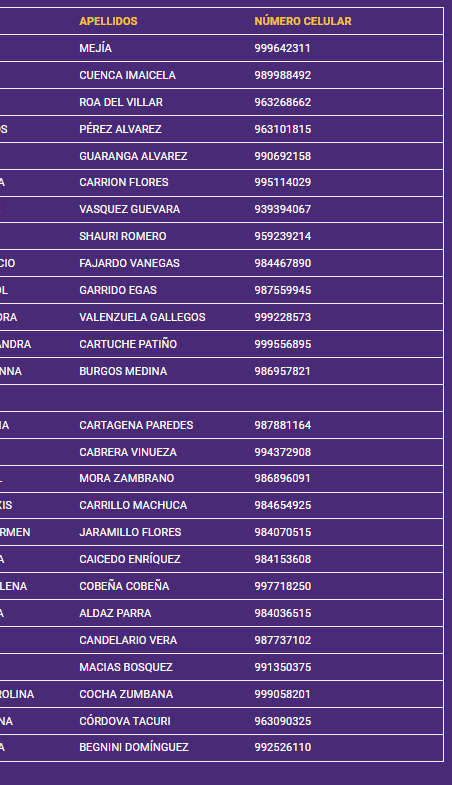 APELLIDOS NÚMERO CELULAR
MEJÍA 999642311
CUENCA IMAICELA 989988492
ROA DEL VILLAR 963268662
OS PÉREZ ALVAREZ 963101815
GUARANGA ALVAREZ 990692158
A CARRION FLORES 995114029
VASQUEZ GUEVARA 939394067
SHAURI ROMERO 959239214
CIO FAJARDO VANEGAS 984467890
OL GARRIDO EGAS 987559945
ORA VALENZUELA GALLEGOS 999228573
ANDRA CARTUCHE PATIÑO 999556895
NNA BURGOS MEDINA 986957821
IA CARTAGENA PAREDES 987881164
CABRERA VINUEZA 994372908
L MORA ZAMBRANO 986896091
XIS CARRILLO MACHUCA 984654925
RMEN JARAMILLO FLORES 984070515
A CAICEDO ENRÍQUEZ 984153608
LENA COBEÑA COBEÑA 997718250
A ALDAZ PARRA 984036515
CANDELARIO VERA 987737102
MACIAS BOSQUEZ 991350375
ROLINA COCHA ZUMBANA 999058201
NA CÓRDOVA TACURI 963090325
A BEGNINI DOMÍNGUEZ 992526110